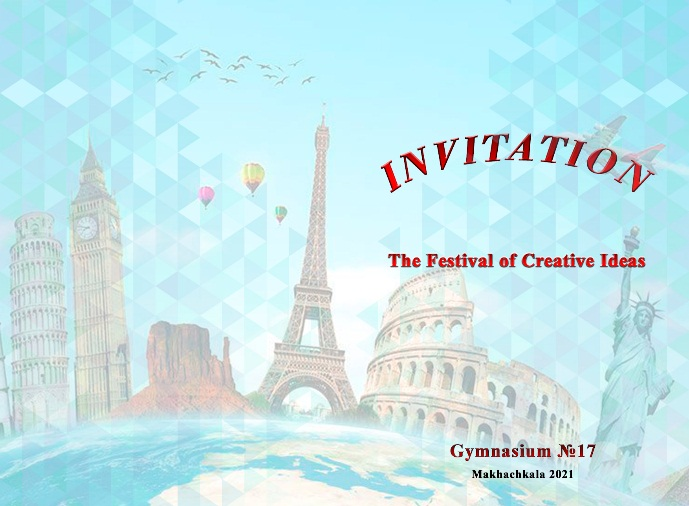 INVITATION
The Festival of Creative Ideas
Gymnasium №17
Makhachkala 2021